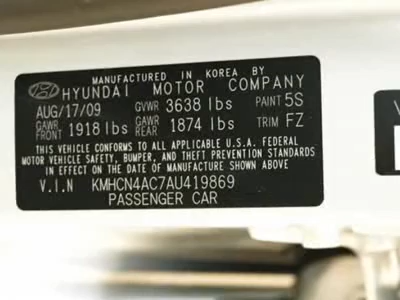 MANUFACTURED IN KOREA BY
HYUNDAI MOTOR COMPANY
AUG/17/09 GVWR 3638 lbs PAINT 5S
GAWR FRONT 1918 lbs GAWR REAR 1874 lbs TRIM FZ
THIS VEHICLE CONFORMS TO ALL APPLICABLE U.S.A. FEDERAL
MOTOR VEHICLE SAFETY, BUMPER, AND THEFT PREVENTION STANDARDS
IN EFFECT ON THE DATE OF MANUFACTURE SHOWN ABOVE
V.I.N KMHCN4AC7AU419869
PASSENGER CAR